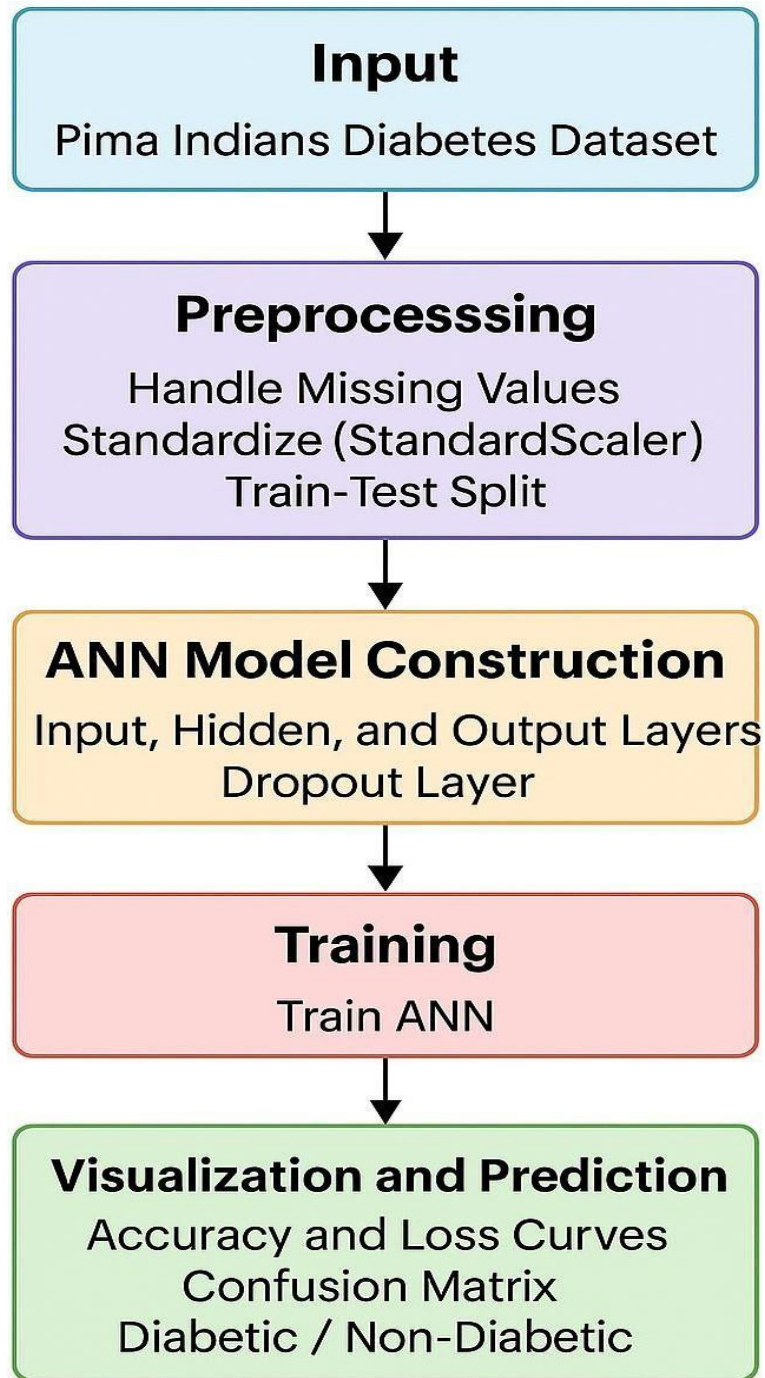 Input
Pima Indians Diabetes Dataset
Preprocesssing
Handle Missing Values
Standardize (StandardScaler)
Train-Test Split
ANN Model Construction
Input, Hidden, and Output Layers
Dropout Layer
Training
Train ANN
Visualization and Prediction
Accuracy and Loss Curves
Confusion Matrix
Diabetic / Non-Diabetic